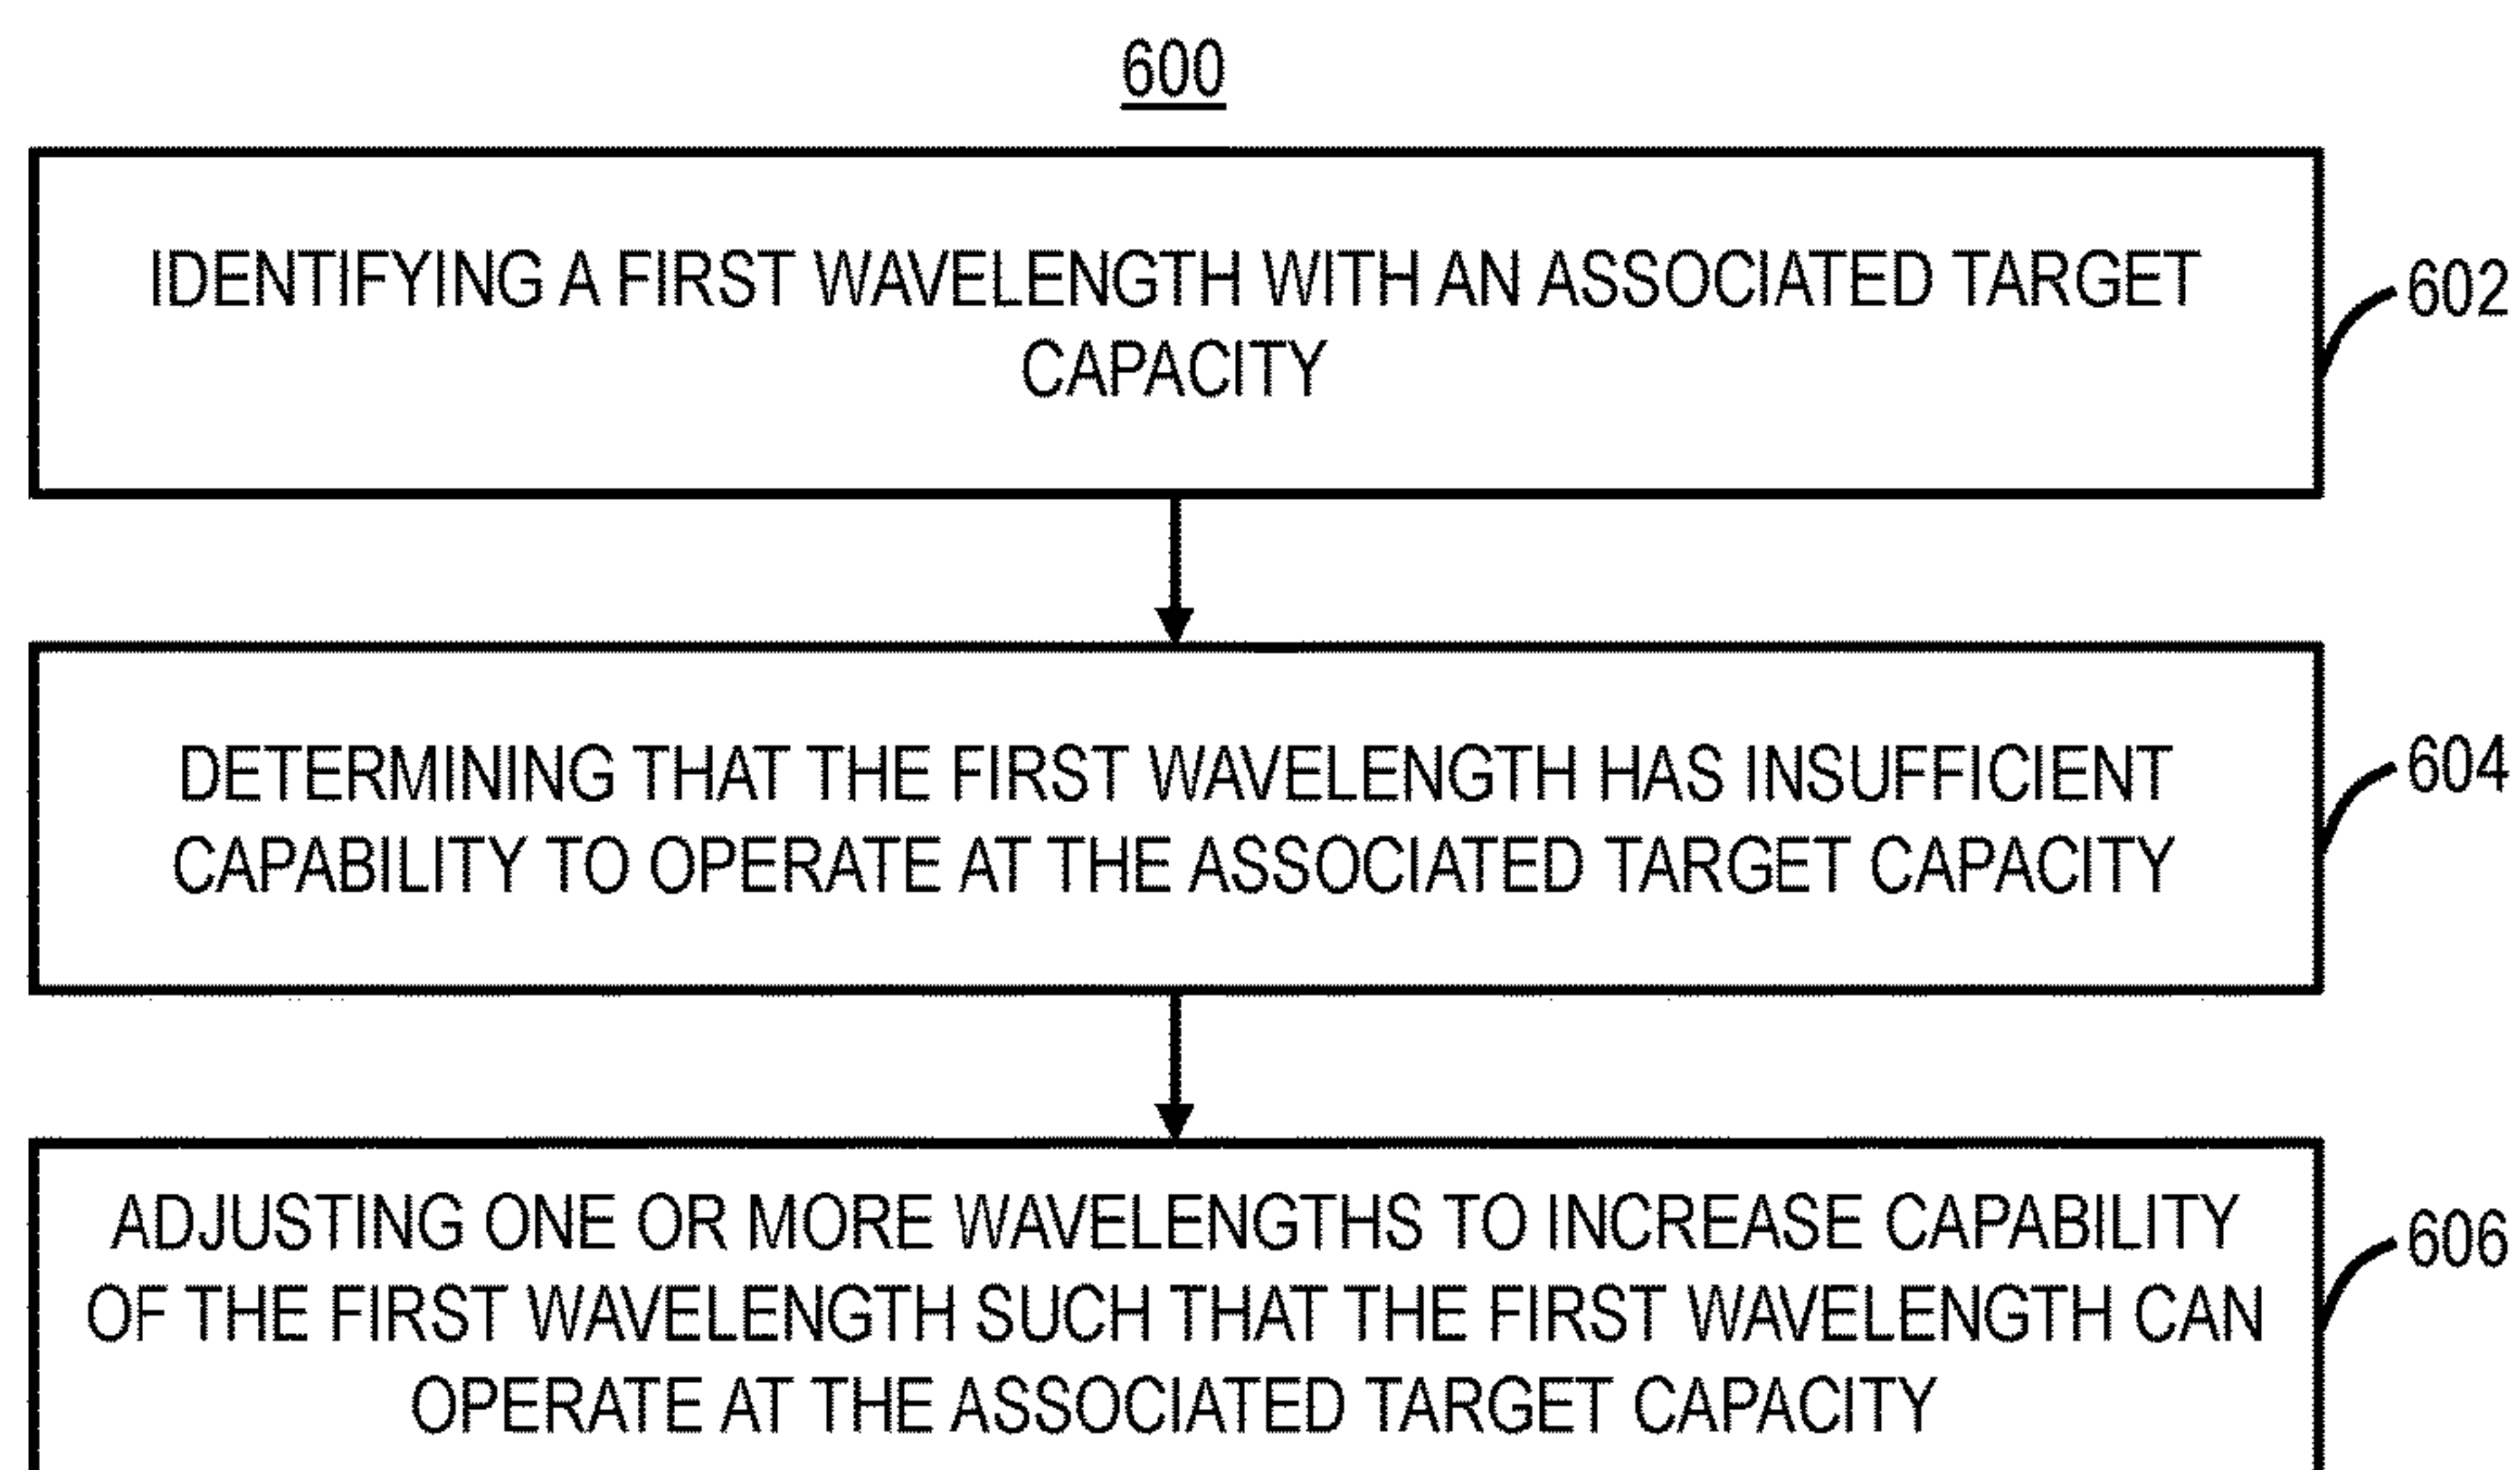 600
IDENTIFYING A FIRST WAVELENGTH WITH AN ASSOCIATED TARGET
CAPACITY
602
DETERMINING THAT THE FIRST WAVELENGTH HAS INSUFFICIENT
CAPABILITY TO OPERATE AT THE ASSOCIATED TARGET CAPACITY
604
ADJUSTING ONE OR MORE WAVELENGTHS TO INCREASE CAPABILITY
OF THE FIRST WAVELENGTH SUCH THAT THE FIRST WAVELENGTH CAN
OPERATE AT THE ASSOCIATED TARGET CAPACITY
606